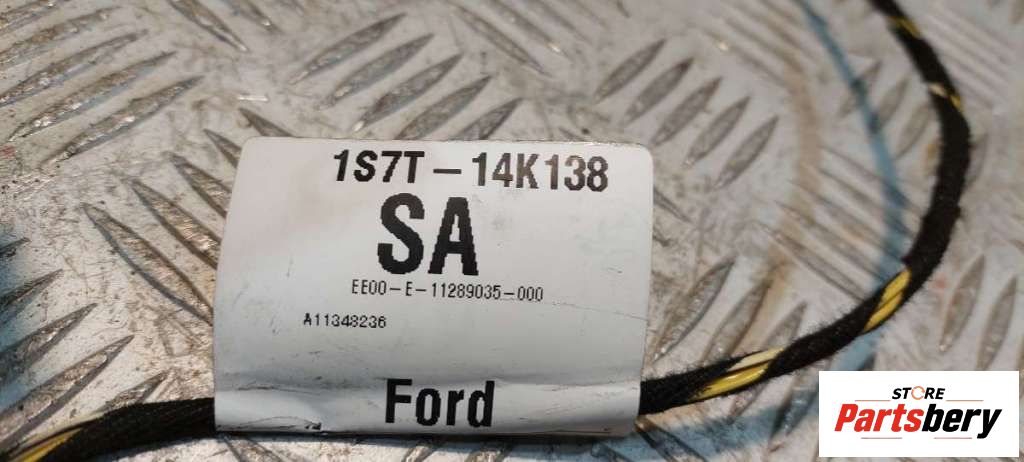 1S7T-14K138
SA
EE00-E-11289035-000
A11348236
Ford
STORE
Partsbery